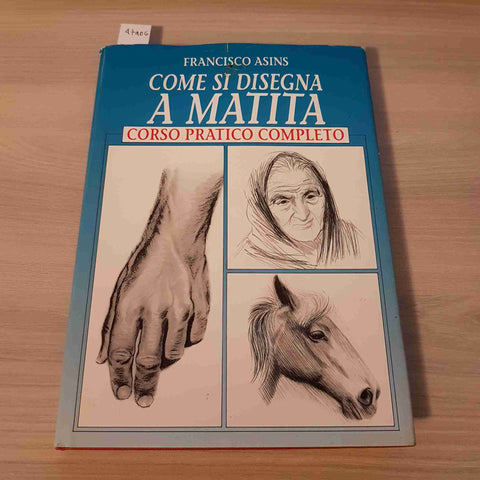 FRANCISCO ASINS
COME SI DISEGNA
A MATITA
CORSO PRATICO COMPLETO